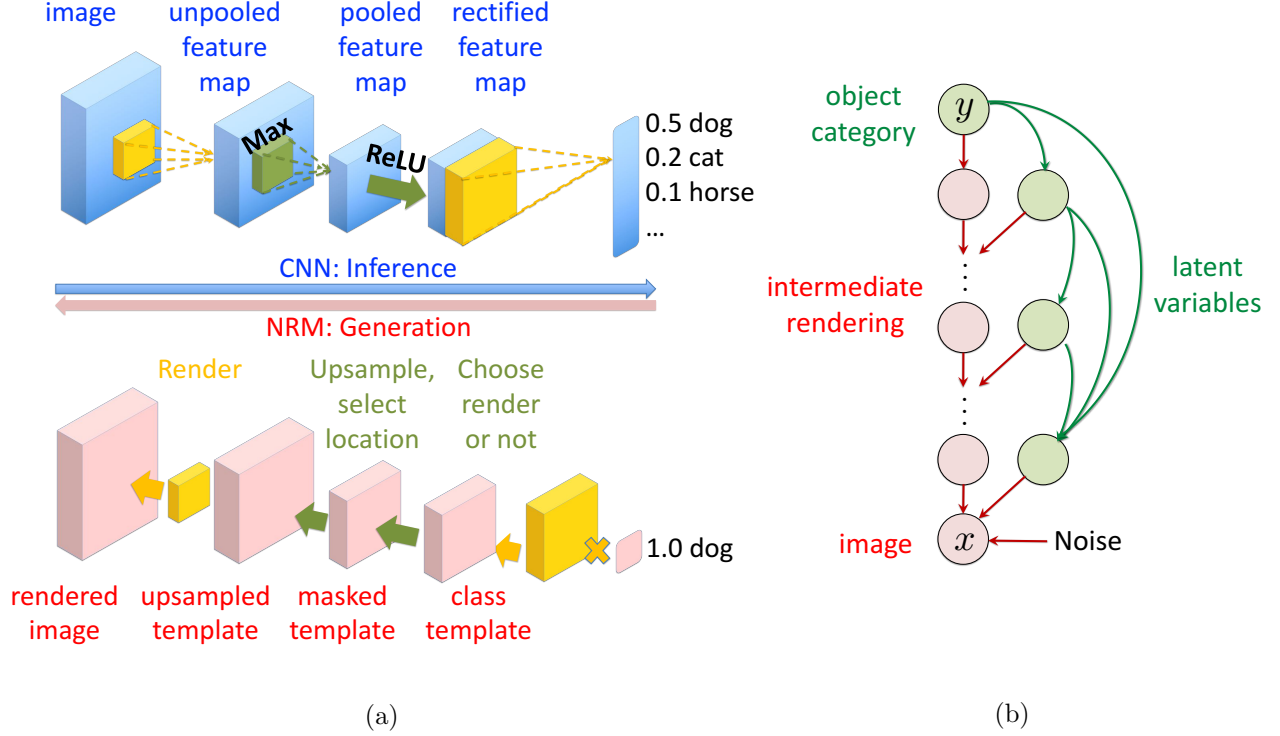 image
unpooled
feature
map
pooled
feature
map
rectified
feature
map
Max
ReLU
0.5 dog
0.2 cat
0.1 horse
...
CNN: Inference
NRM: Generation
Render
Upsample,
select
location
Choose
render
or not
1.0 dog
rendered
image
upsampled
template
masked
template
class
template
(a)
object
category
y
intermediate
rendering
latent
variables
image
x
Noise
(b)